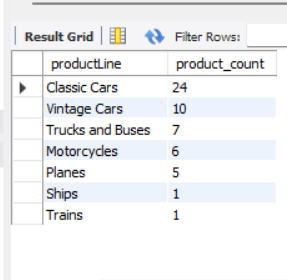 Result Grid Filter Rows:
productLine product_count
Classic Cars 24
Vintage Cars 10
Trucks and Buses 7
Motorcycles 6
Planes 5
Ships 1
Trains 1